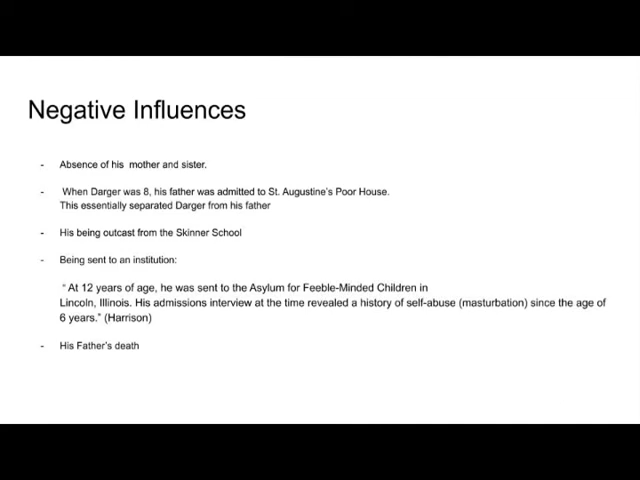 Negative Influences
- Absence of his mother and sister.
- When Darger was 8, his father was admitted to St. Augustine's Poor House.
This essentially separated Darger from his father
- His being outcast from the Skinner School
- Being sent to an institution:
“ At 12 years of age, he was sent to the Asylum for Feeble-Minded Children in
Lincoln, Illinois. His admissions interview at the time revealed a history of self-abuse (masturbation) since the age of
6 years.” (Harrison)
- His Father's death